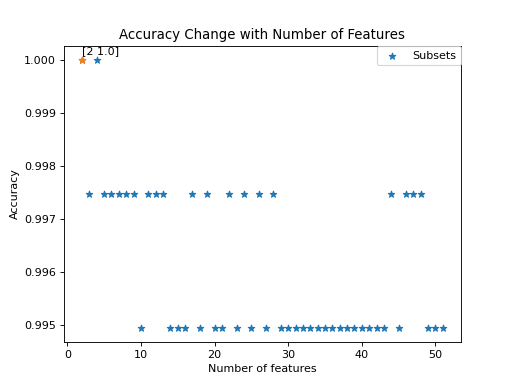 Accuracy Change with Number of Features
[2 1.0]
Subsets
1.000
0.999
0.998
0.997
0.996
0.995
Accuracy
0 10 20 30 40 50
Number of features